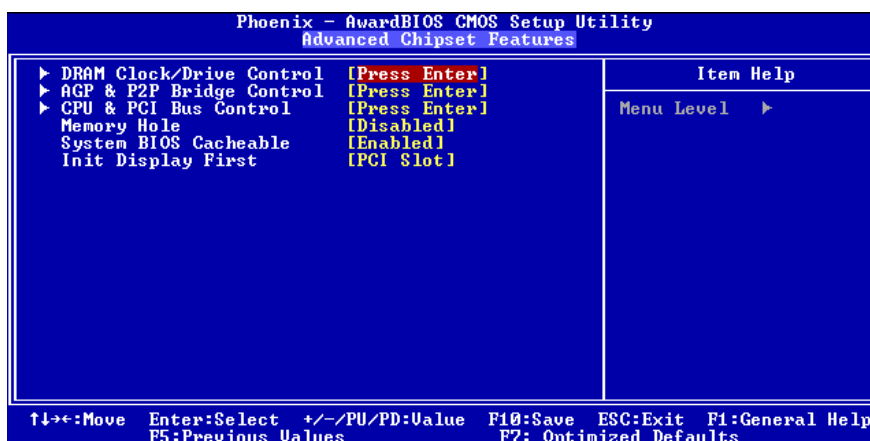 Phoenix - AwardBIOS CMOS Setup Utility
Advanced Chipset Features
▶ DRAM Clock/Drive Control [Press Enter]
▶ AGP & P2P Bridge Control [Press Enter]
▶ CPU & PCI Bus Control [Press Enter]
Memory Hole [Disabled]
System BIOS Cacheable [Enabled]
Init Display First [PCI Slot]
Item Help
Menu Level ▶
↑↓→←:Move Enter:Select +/-/PU/PD:Value F10:Save ESC:Exit F1:General Help
F5:Previous Values F7: Optimized Defaults